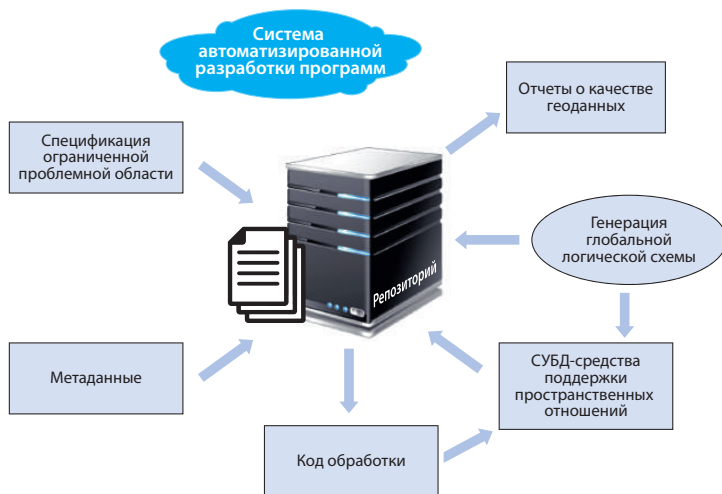 Система
автоматизированной
разработки программ
Отчеты о качестве
геоданных
Спецификация
ограниченной
проблемной области
Генерация
глобальной
логической схемы
Репозиторий
Метаданные
СУБД-средства
поддержки
пространственных
отношений
Код обработки